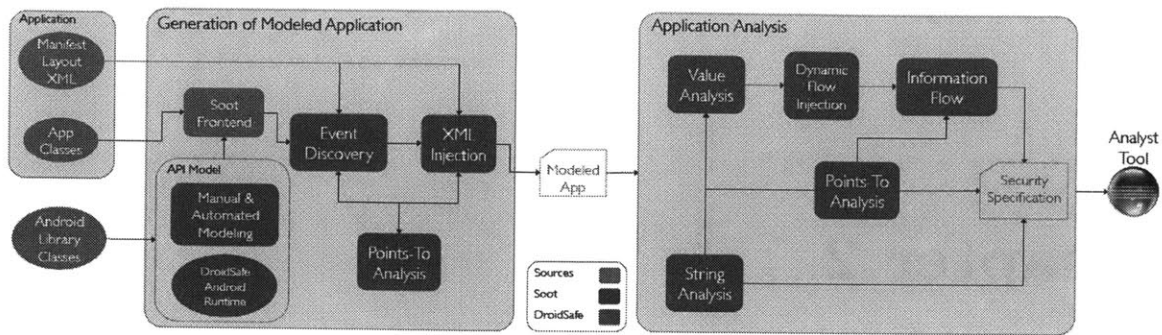 Application
Manifest
Layout
XML
App
Classes
Android
Library
Classes
Generation of Modeled Application
Soot
Frontend
API Model
Manual &
Automated
Modeling
DroidSafe
Android
Runtime
Event
Discovery
XML
Injection
Points-To
Analysis
Modeled
App
Sources
Soot
DroidSafe
Application Analysis
Value
Analysis
Dynamic
Flow
Injection
Information
Flow
Points-To
Analysis
String
Analysis
Security
Specification
Analyst
Tool